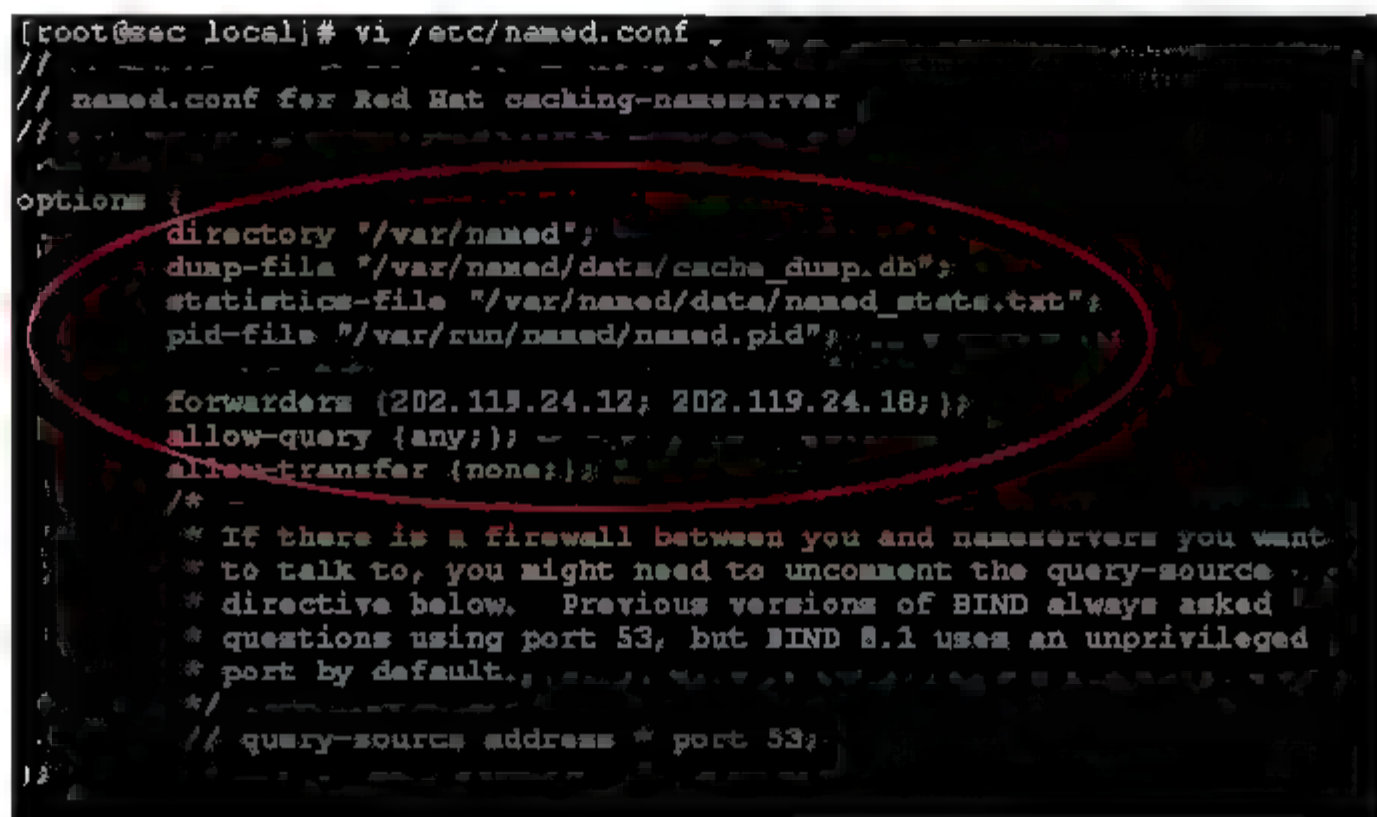 [root@sec local]# vi /etc/named.conf
//
// named.conf for Red Hat caching-nameserver
//
options {
directory "/var/named";
dump-file "/var/named/data/cache_dump.db";
statistics-file "/var/named/data/named_stats.txt";
pid-file "/var/run/named/named.pid";
forwarders {202.119.24.12; 202.119.24.18;};
allow-query {any;};
allow-transfer {none;};
/*
* If there is a firewall between you and nameservers you want
* to talk to, you might need to uncomment the query-source
* directive below.  Previous versions of BIND always asked
* questions using port 53, but BIND 8.1 uses an unprivileged
* port by default.
*/
// query-source address * port 53;
};